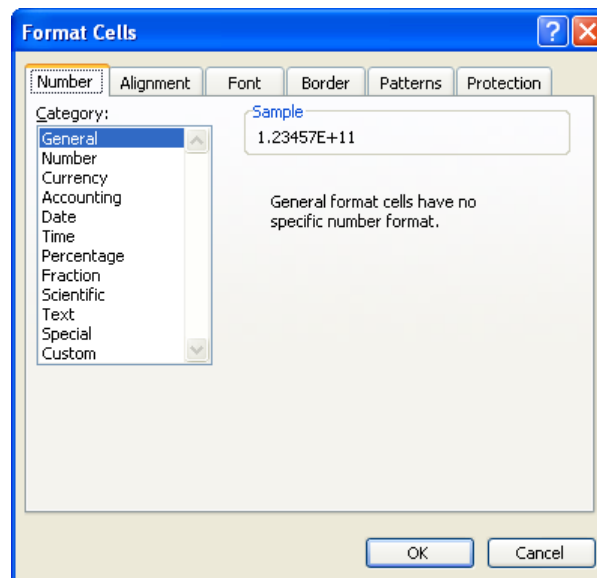 Format Cells
Number Alignment Font Border Patterns Protection
Category:
General
Number
Currency
Accounting
Date
Time
Percentage
Fraction
Scientific
Text
Special
Custom
Sample
1.23457E+11
General format cells have no
specific number format.
OK Cancel